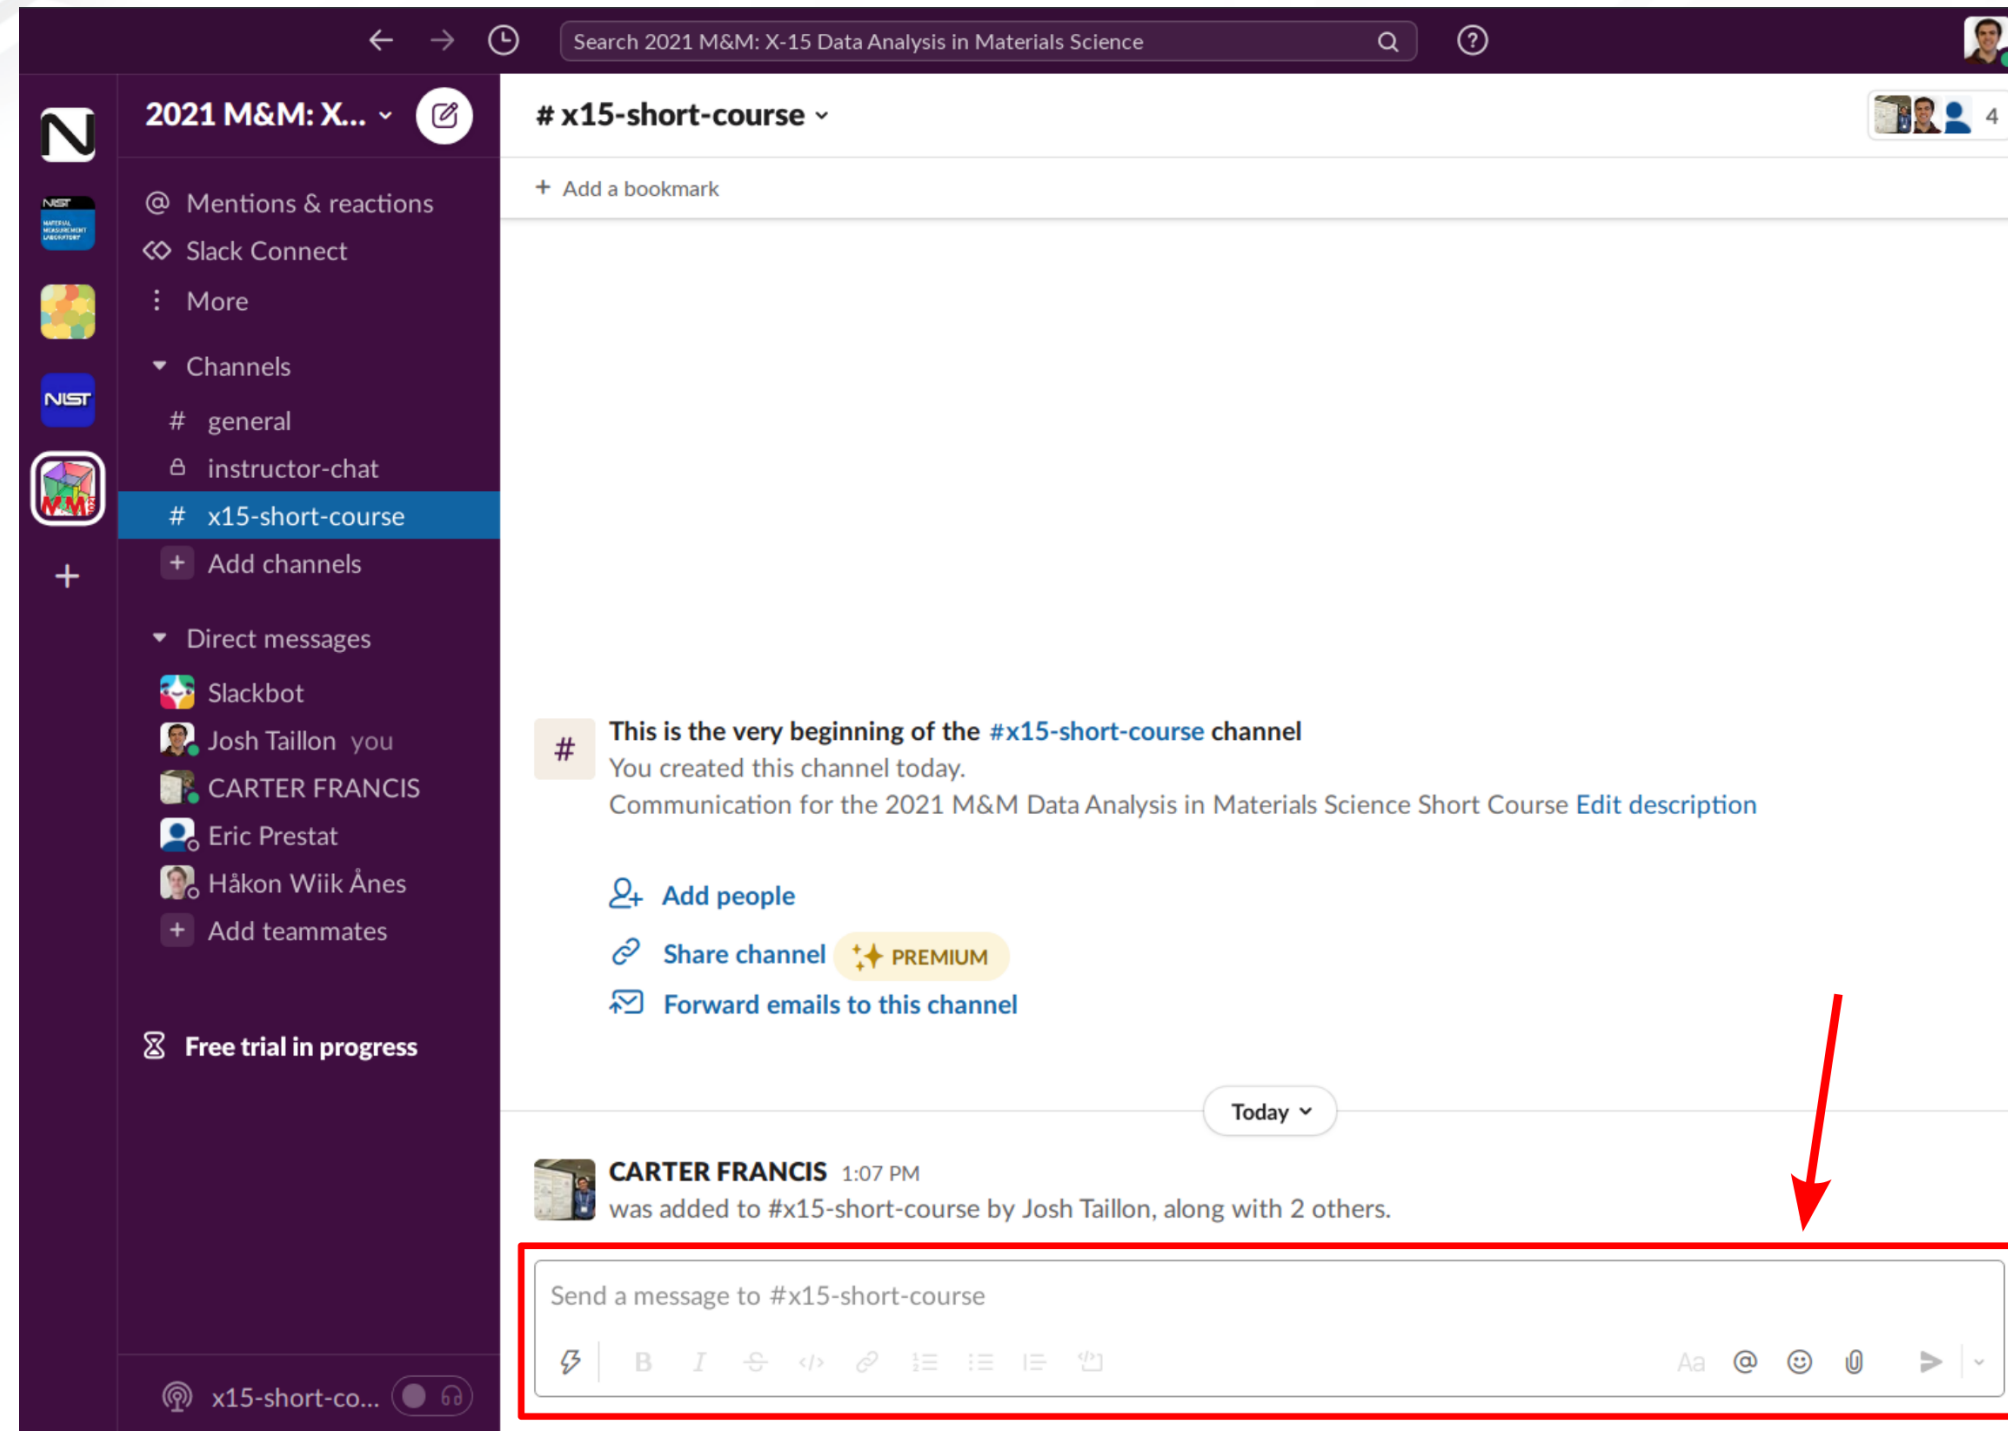 Search 2021 M&M: X-15 Data Analysis in Materials Science
N
2021 M&M: X...
# x15-short-course
4
+ Add a bookmark
NIST
MATERIAL
MEASUREMENT
LABORATORY
@ Mentions & reactions
Slack Connect
More
Channels
NIST
# general
instructor-chat
M&M
# x15-short-course
+ Add channels
Direct messages
Slackbot
Josh Taillon you
CARTER FRANCIS
Eric Prestat
Håkon Wiik Ånes
+ Add teammates
Free trial in progress
x15-short-co...
# This is the very beginning of the #x15-short-course channel
You created this channel today.
Communication for the 2021 M&M Data Analysis in Materials Science Short Course Edit description
Add people
Share channel PREMIUM
Forward emails to this channel
Today
CARTER FRANCIS 1:07 PM
was added to #x15-short-course by Josh Taillon, along with 2 others.
Send a message to #x15-short-course
B I S </> Aa @